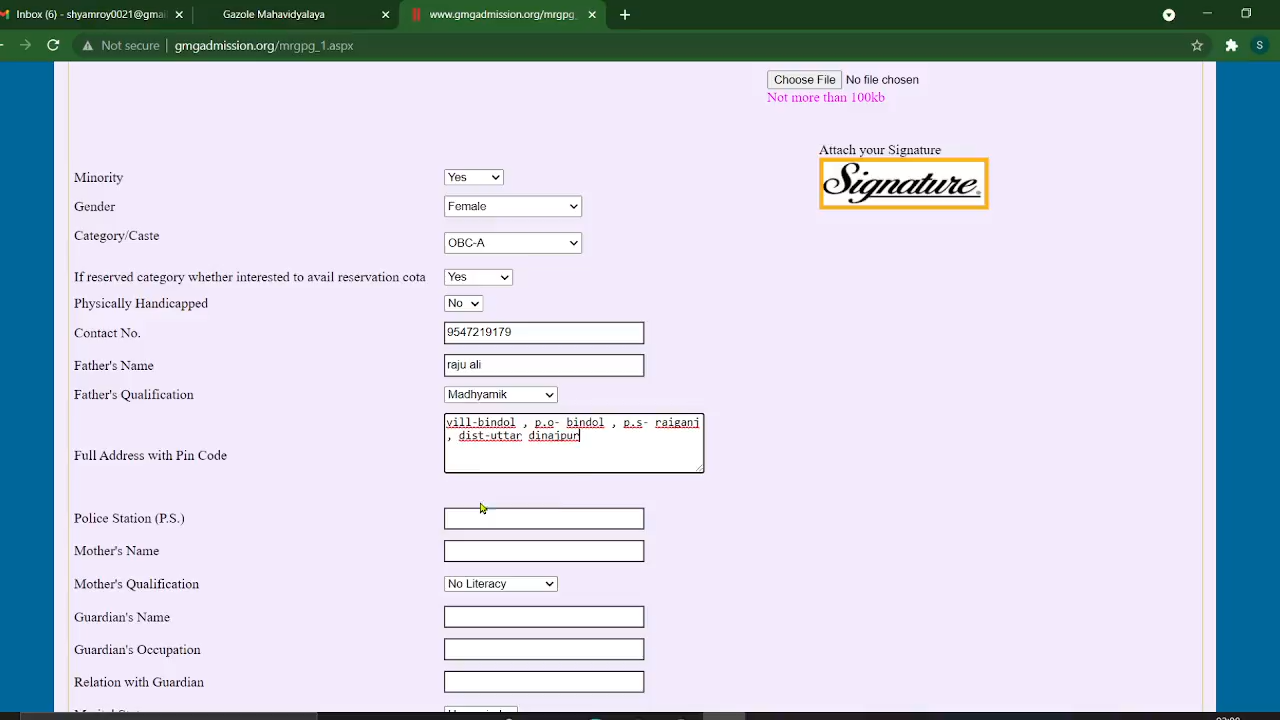 Inbox (6) - shyamroy0021@gmai
Gazole Mahavidyalaya
www.gmgadmission.org/mrgpg_
Not secure
gmgadmission.org/mrgpg_1.aspx
S
Choose File No file chosen
Not more than 100kb
Attach your Signature
Signature
Minority Yes
Gender Female
Category/Caste OBC-A
If reserved category whether interested to avail reservation cota Yes
Physically Handicapped No
Contact No. 9547219179
Father's Name raju ali
Father's Qualification Madhyamik
vill-bindol , p.o- bindol , p.s- raiganj
, dist-uttar dinajpur
Full Address with Pin Code
Police Station (P.S.)
Mother's Name
Mother's Qualification No Literacy
Guardian's Name
Guardian's Occupation
Relation with Guardian